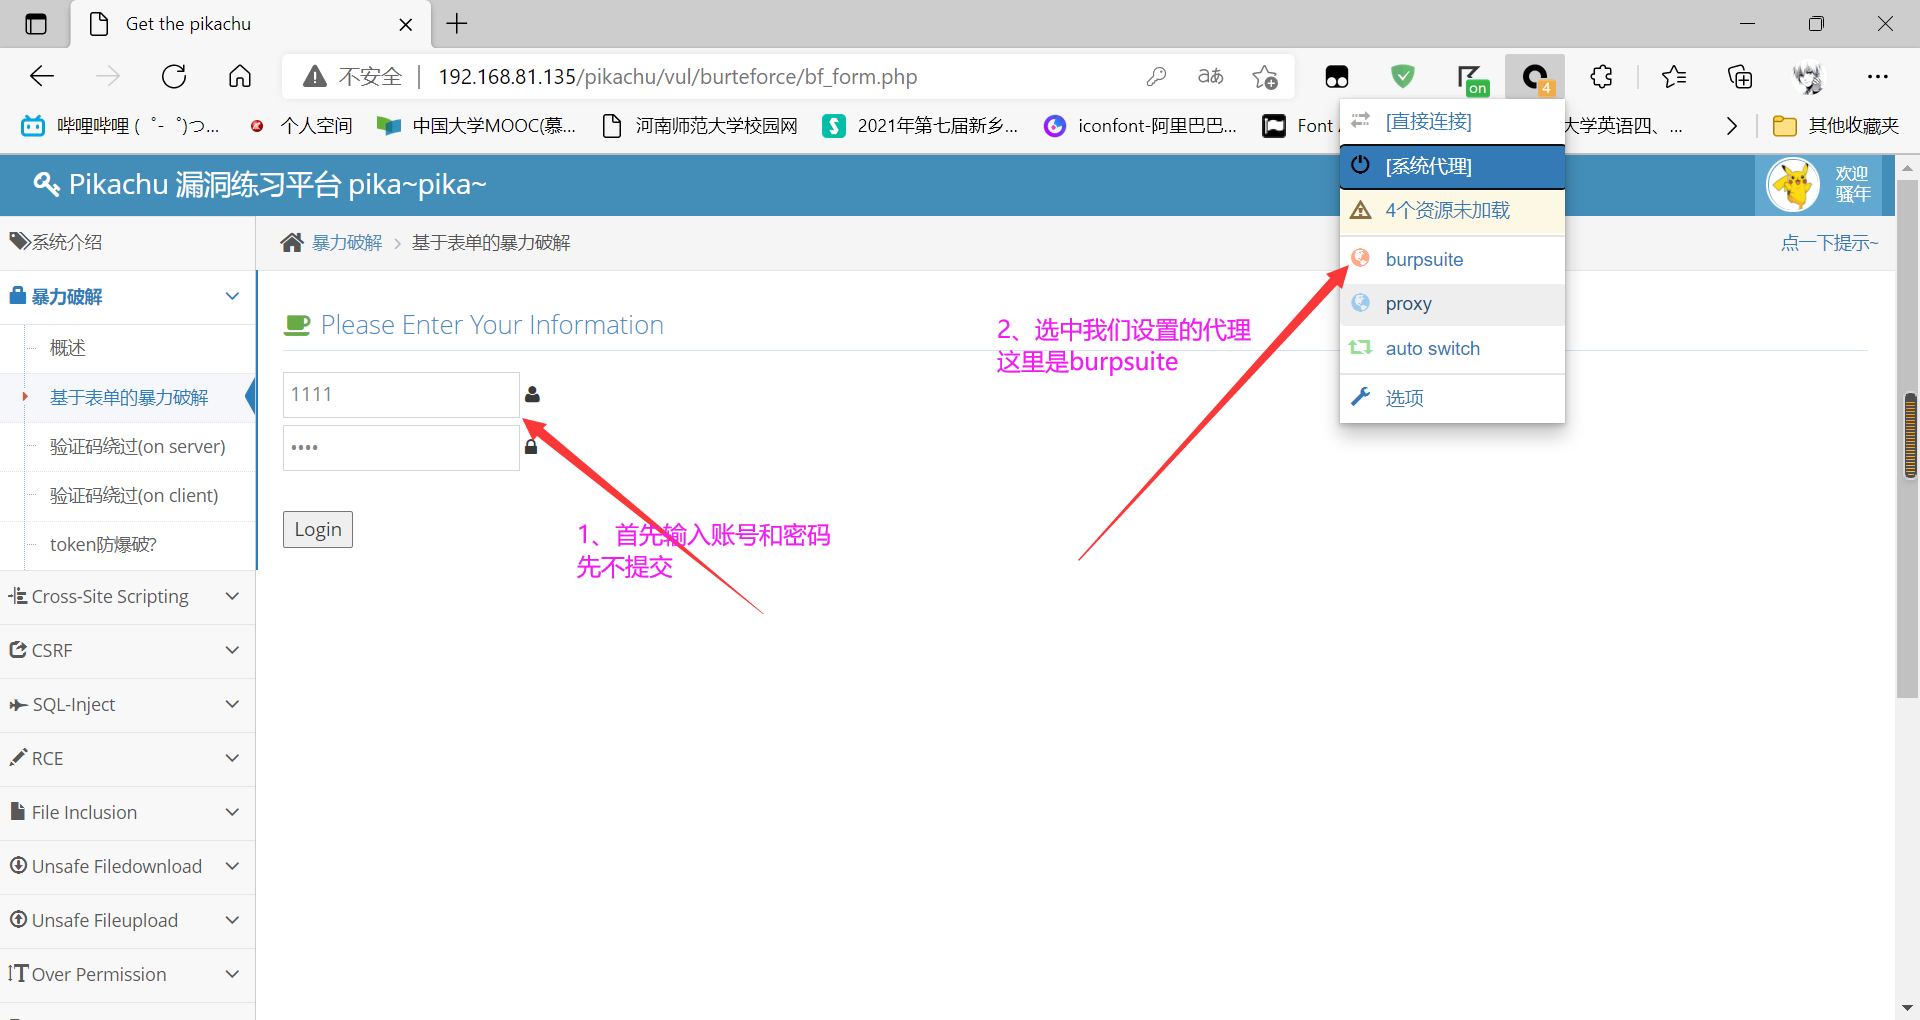 Get the pikachu
不安全 192.168.81.135/pikachu/vul/burteforce/bf_form.php
aあ
on
4
哔哩哔哩 ( ゜- ゜)つ...
个人空间
中国大学MOOC(慕...
河南师范大学校园网
2021年第七届新乡...
iconfont-阿里巴巴...
Font
大学英语四、...
其他收藏夹
Pikachu 漏洞练习平台 pika~pika~
欢迎
骚年
[直接连接]
[系统代理]
4个资源未加载
burpsuite
proxy
auto switch
选项
系统介绍
暴力破解
概述
基于表单的暴力破解
验证码绕过(on server)
验证码绕过(on client)
token防爆破?
Cross-Site Scripting
CSRF
SQL-Inject
RCE
File Inclusion
Unsafe Filedownload
Unsafe Fileupload
Over Permission
暴力破解 > 基于表单的暴力破解
点一下提示~
Please Enter Your Information
1111
••••
Login
1、首先输入账号和密码
先不提交
2、选中我们设置的代理
这里是burpsuite